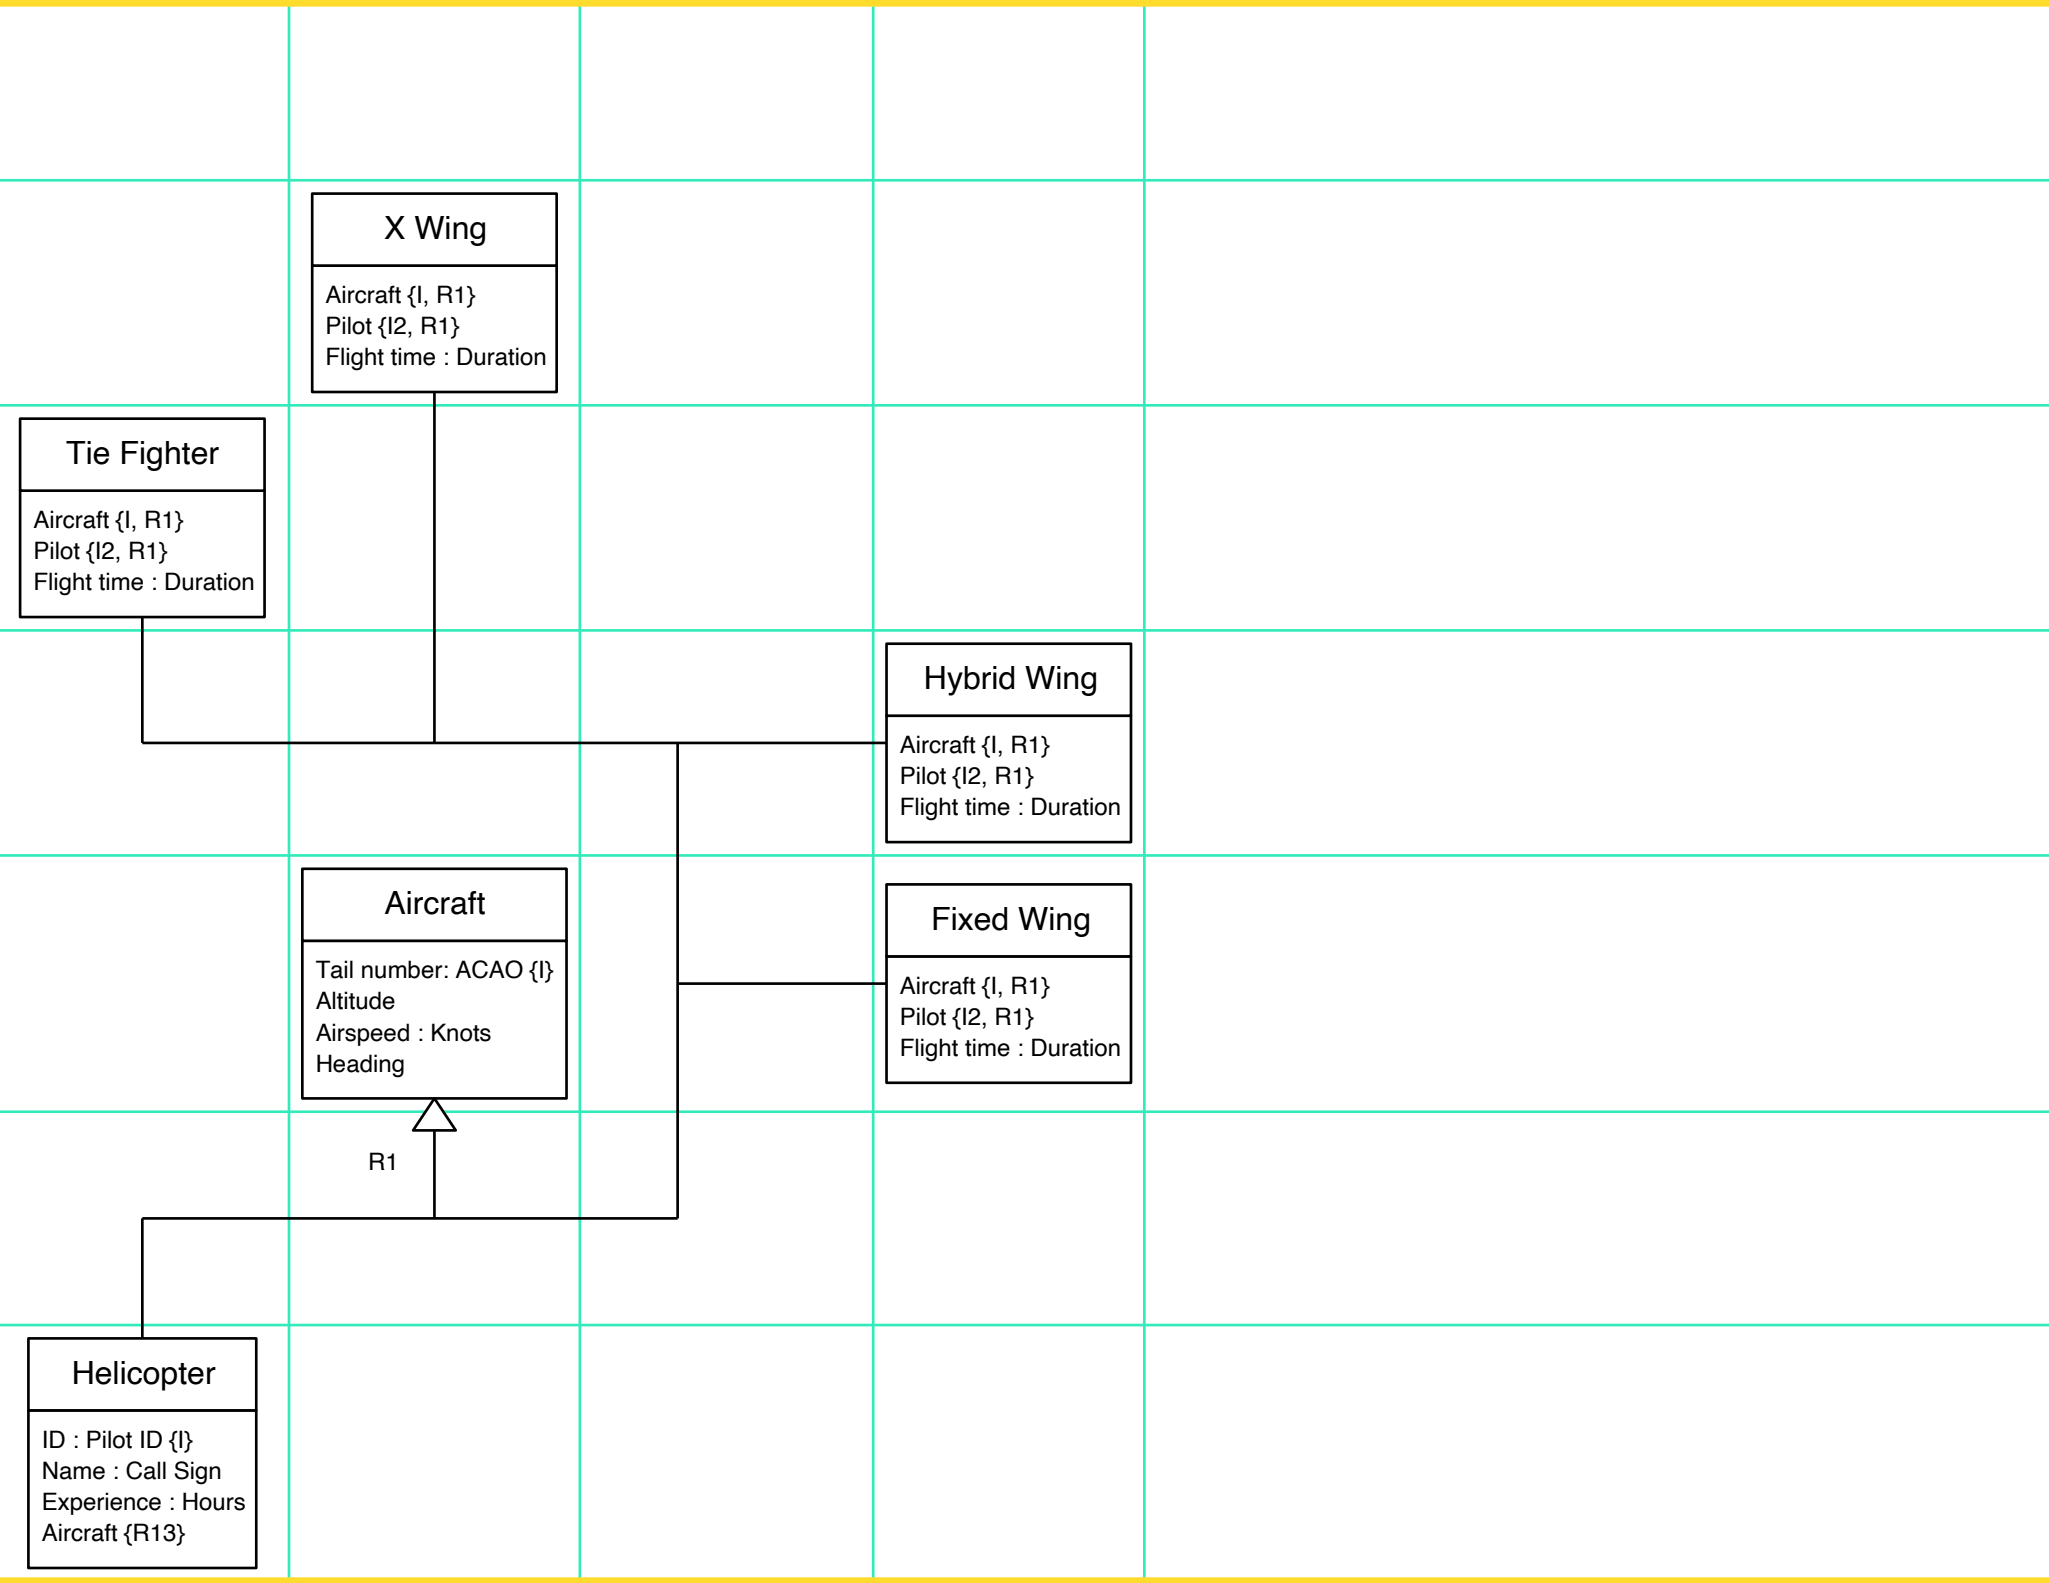 X Wing
Aircraft {I, R1}
Pilot {I2, R1}
Flight time : Duration
Tie Fighter
Aircraft {I, R1}
Pilot {I2, R1}
Flight time : Duration
Hybrid Wing
Aircraft {I, R1}
Pilot {I2, R1}
Flight time : Duration
Aircraft
Tail number: ACAO {I}
Altitude
Airspeed : Knots
Heading
Fixed Wing
Aircraft {I, R1}
Pilot {I2, R1}
Flight time : Duration
R1
Helicopter
ID : Pilot ID {I}
Name : Call Sign
Experience : Hours
Aircraft {R13}